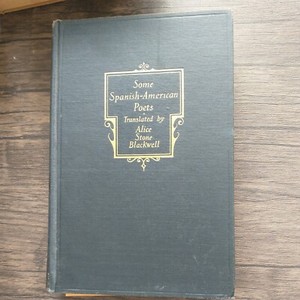 Some
Spanish-American
Poets
Translated by
Alice
Stone
Blackwell